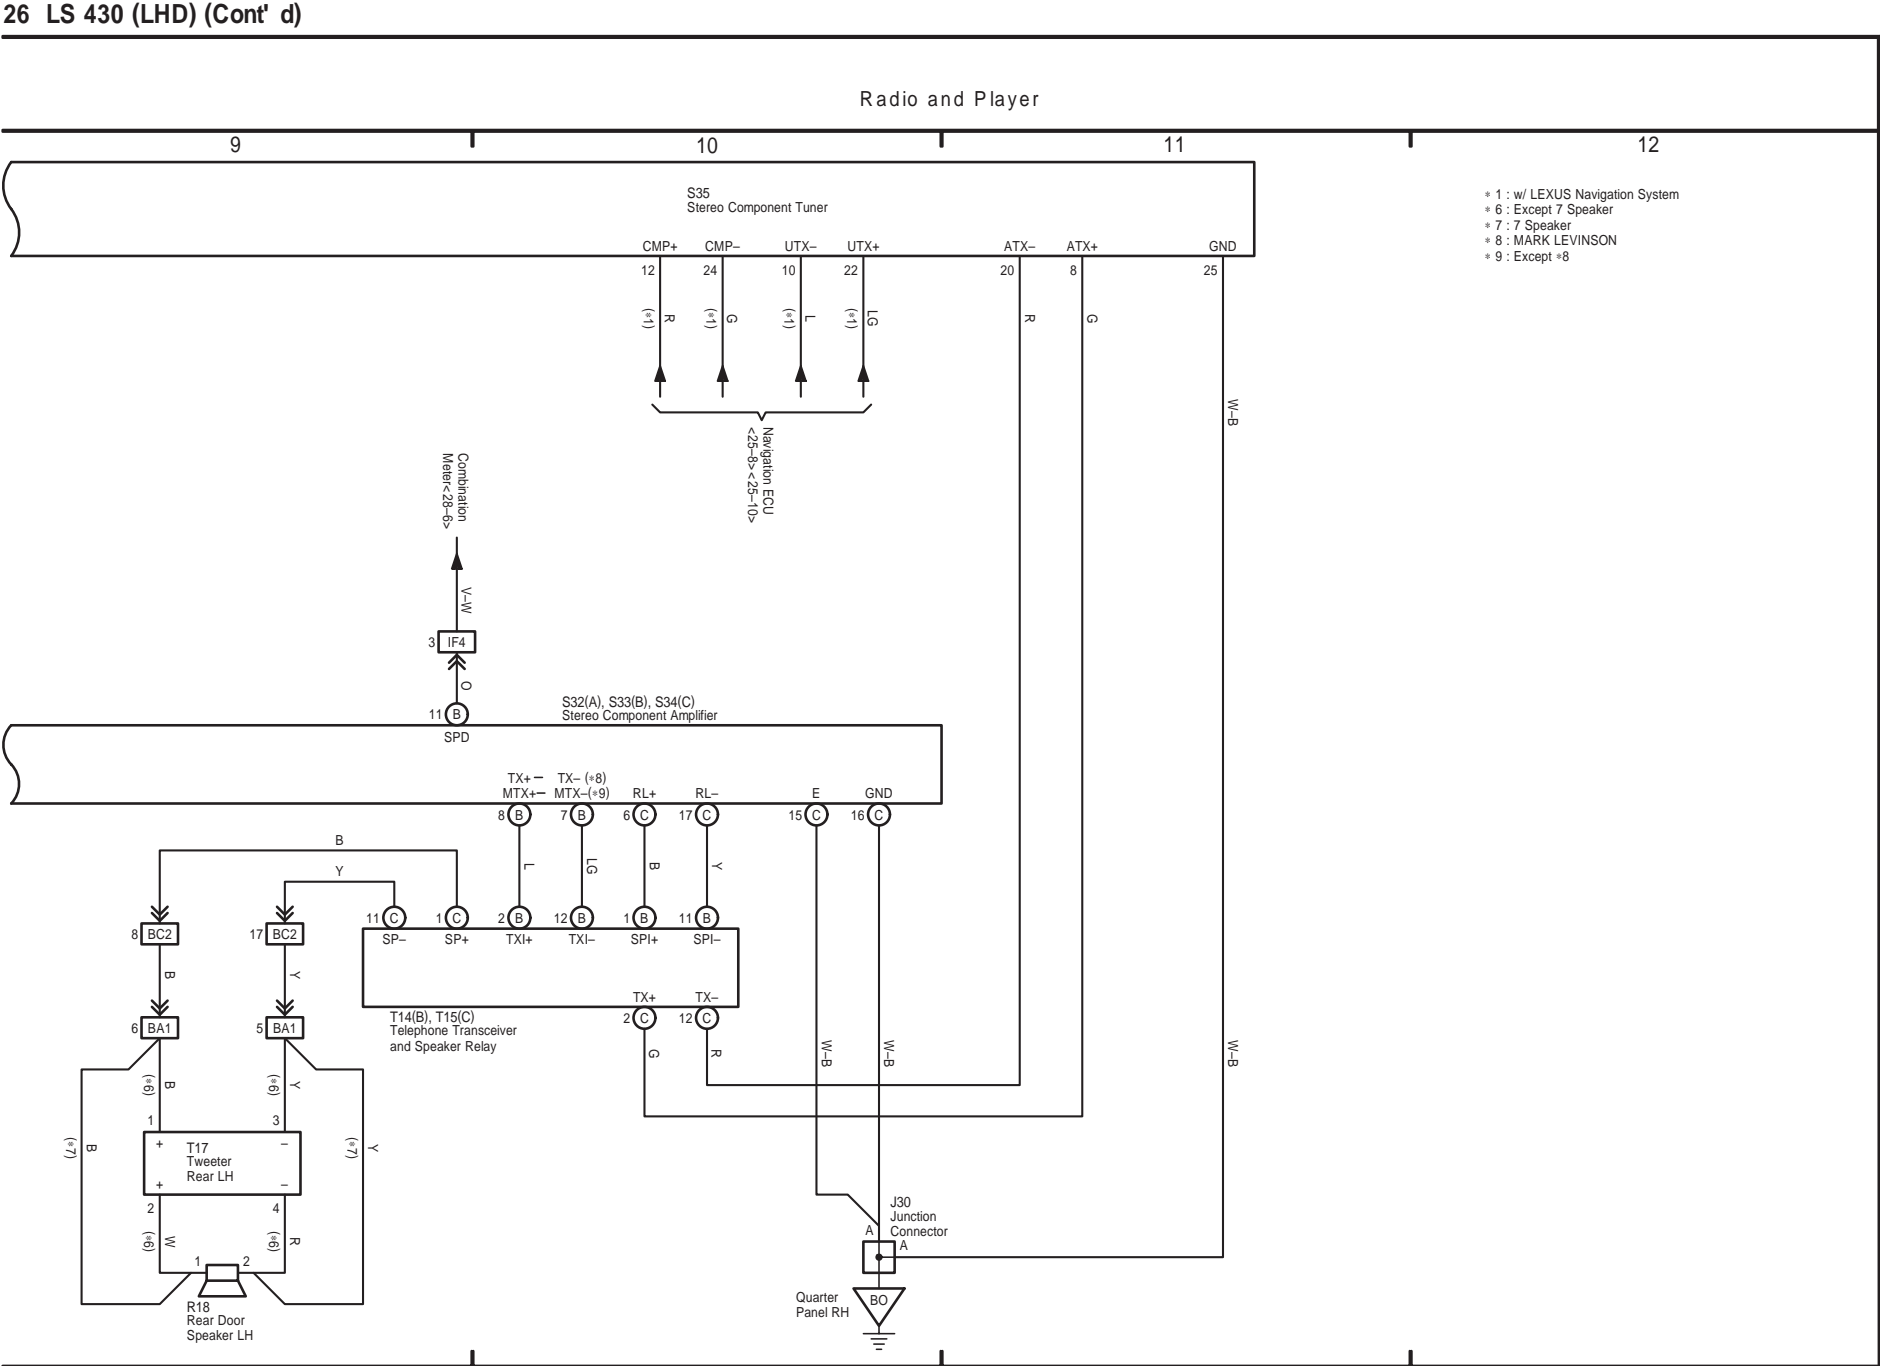 26 LS 430 (LHD) (Cont' d)
Radio and Player
9 10 11 12
S35
Stereo Component Tuner
∗ 1 : w/ LEXUS Navigation System
∗ 6 : Except 7 Speaker
∗ 7 : 7 Speaker
∗ 8 : MARK LEVINSON
∗ 9 : Except ∗8
CMP+ CMP– UTX– UTX+ ATX– ATX+ GND
12 24 10 22 20 8 25
(∗1) R (∗1) G (∗1) L (∗1) LG R G
W–B
Navigation ECU
<25–8><25–10>
Combination
Meter<28–6>
V–W
3 IF4
O
11 B
SPD
S32(A), S33(B), S34(C)
Stereo Component Amplifier
TX+ – TX– (∗8)
MTX+– MTX–(∗9) RL+ RL– E GND
8 B 7 B 6 C 17 C 15 C 16 C
B
Y
L LG B Y
11 C 1 C 2 B 12 B 1 B 11 B
SP– SP+ TXI+ TXI– SPI+ SPI–
8 BC2 17 BC2
B Y
TX+ TX–
2 C 12 C
T14(B), T15(C)
Telephone Transceiver
and Speaker Relay
6 BA1 5 BA1
G R W–B W–B W–B
(∗6) B (∗6) Y
1 3
(∗7) B (∗7) Y
+ –
T17
Tweeter
Rear LH
+ –
2 4
(∗6) W (∗6) R
1 2
R18
Rear Door
Speaker LH
J30
Junction
Connector
A
A
Quarter
Panel RH
BO